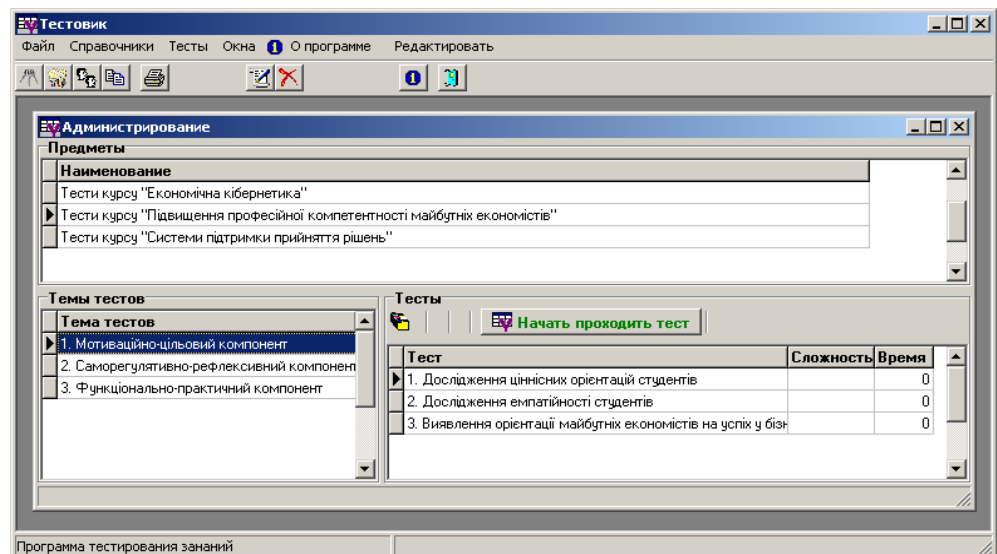 Тестовик
Файл Справочники Тесты Окна О программе Редактировать
Администрирование
Предметы
Наименование
Тести курсу "Економічна кібернетика"
Тести курсу "Підвищення професійної компетентності майбутніх економістів"
Тести курсу "Системи підтримки прийняття рішень"
Темы тестов
Тема тестов
1. Мотиваційно-цільовий компонент
2. Саморегулятивно-рефлексивний компонент
3. Функціонально-практичний компонент
Тесты
Начать проходить тест
Тест Сложность Время
1. Дослідження ціннісних орієнтацій студентів 0
2. Дослідження емпатійності студентів 0
3. Виявлення орієнтації майбутніх економістів на успіх у бізн 0
Программа тестирования зананий